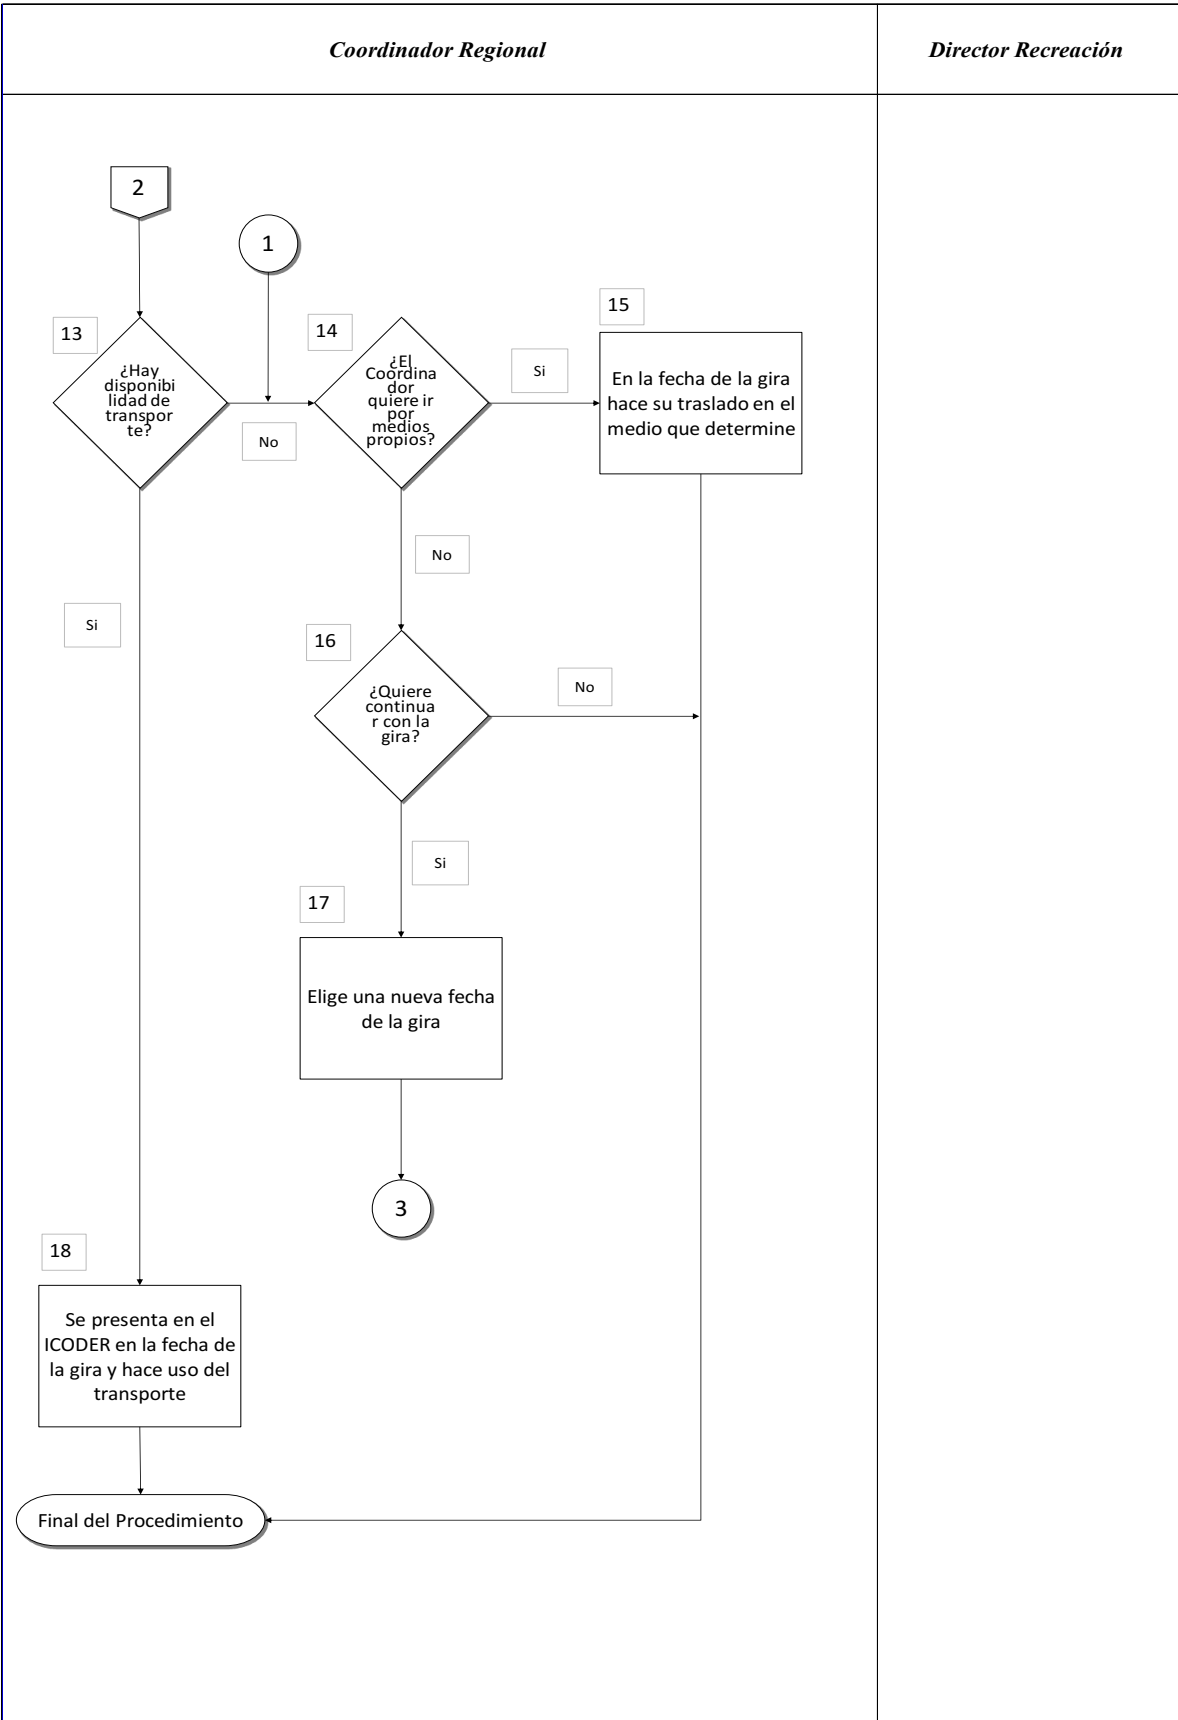 Coordinador Regional
Director Recreación
2
1
13
¿Hay
disponibi
lidad de
transpor
te?
No
14
¿El
Coordina
dor
quiere ir
por
medios
propios?
Si
15
En la fecha de la gira
hace su traslado en el
medio que determine
No
Si
16
¿Quiere
continua
r con la
gira?
No
Si
17
Elige una nueva fecha
de la gira
3
18
Se presenta en el
ICODER en la fecha de
la gira y hace uso del
transporte
Final del Procedimiento